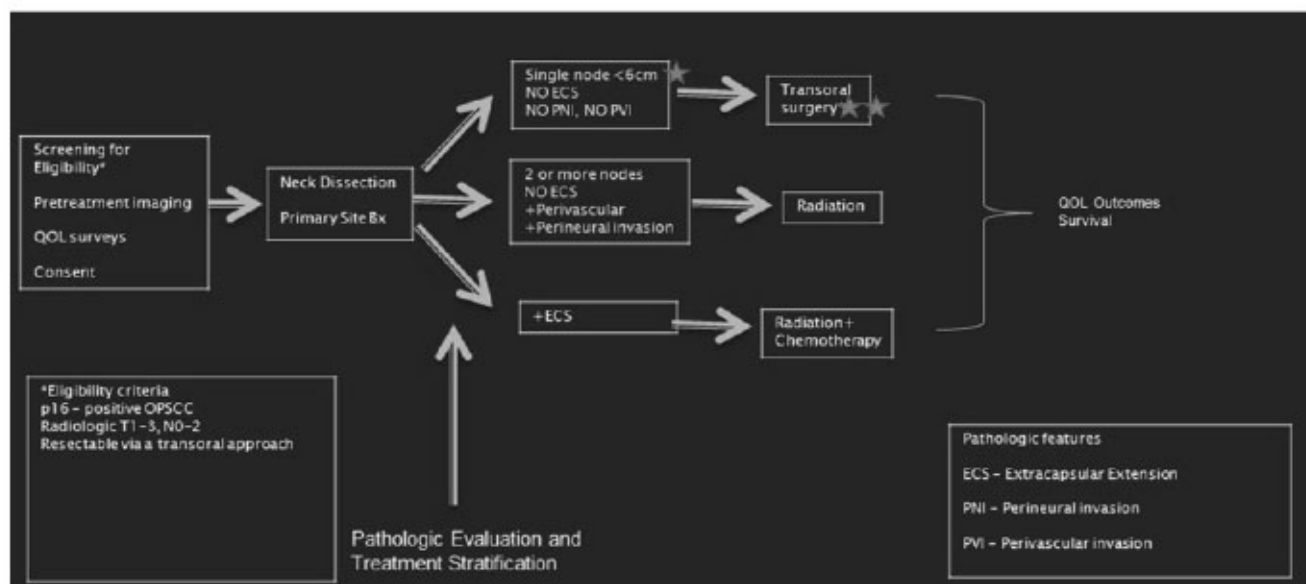 Screening for
Eligibility*
Pretreatment imaging
QOL surveys
Consent
Neck Dissection
Primary Site Bx
Single node <6cm
NO ECS
NO PNI, NO PVI
Transoral
surgery
2 or more nodes
NO ECS
+Perivascular
+Perineural invasion
Radiation
+ECS
Radiation+
Chemotherapy
QOL Outcomes
Survival
*Eligibility criteria
p16 – positive OPSCC
Radiologic T1–3, N0–2
Resectable via a transoral approach
Pathologic Evaluation and
Treatment Stratification
Pathologic features
ECS – Extracapsular Extension
PNI – Perineural invasion
PVI – Perivascular invasion